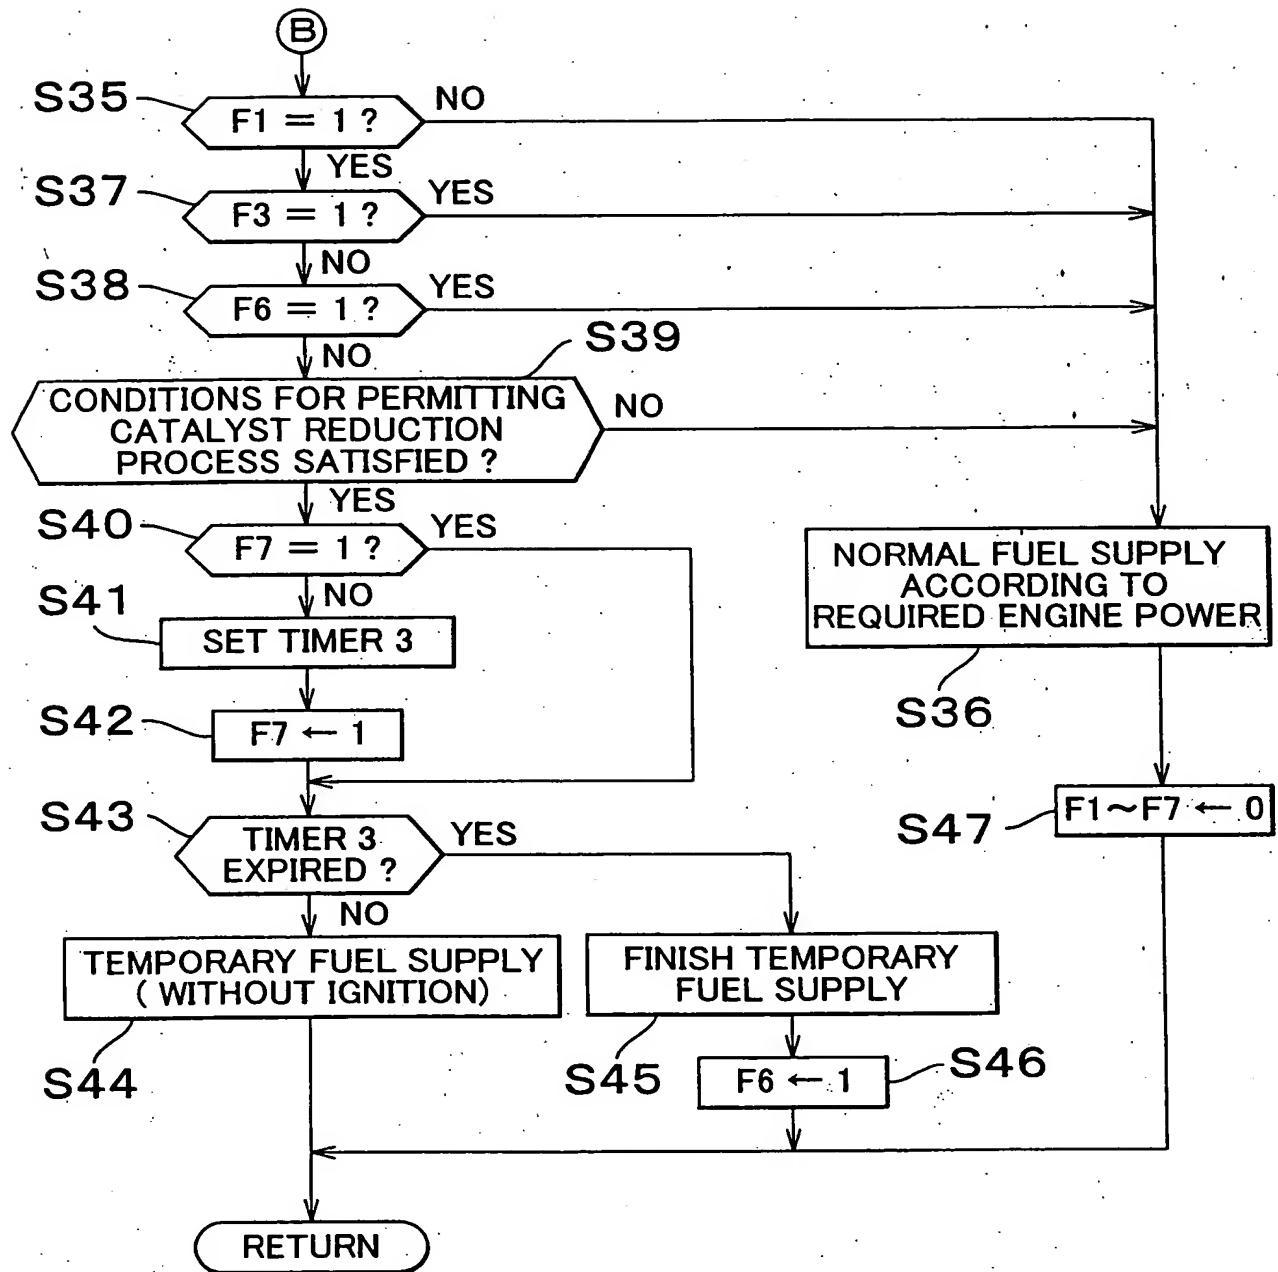 B
S35
F1 = 1 ?
NO
YES
S37
F3 = 1 ?
YES
NO
S38
F6 = 1 ?
YES
NO
S39
CONDITIONS FOR PERMITTING
CATALYST REDUCTION
PROCESS SATISFIED ?
NO
YES
S40
F7 = 1 ?
YES
NO
NORMAL FUEL SUPPLY
ACCORDING TO
REQUIRED ENGINE POWER
S36
S41
SET TIMER 3
S42
F7 ← 1
S43
TIMER 3
EXPIRED ?
YES
NO
S47
F1～F7 ← 0
TEMPORARY FUEL SUPPLY
( WITHOUT IGNITION)
S44
FINISH TEMPORARY
FUEL SUPPLY
S45
F6 ← 1
S46
RETURN